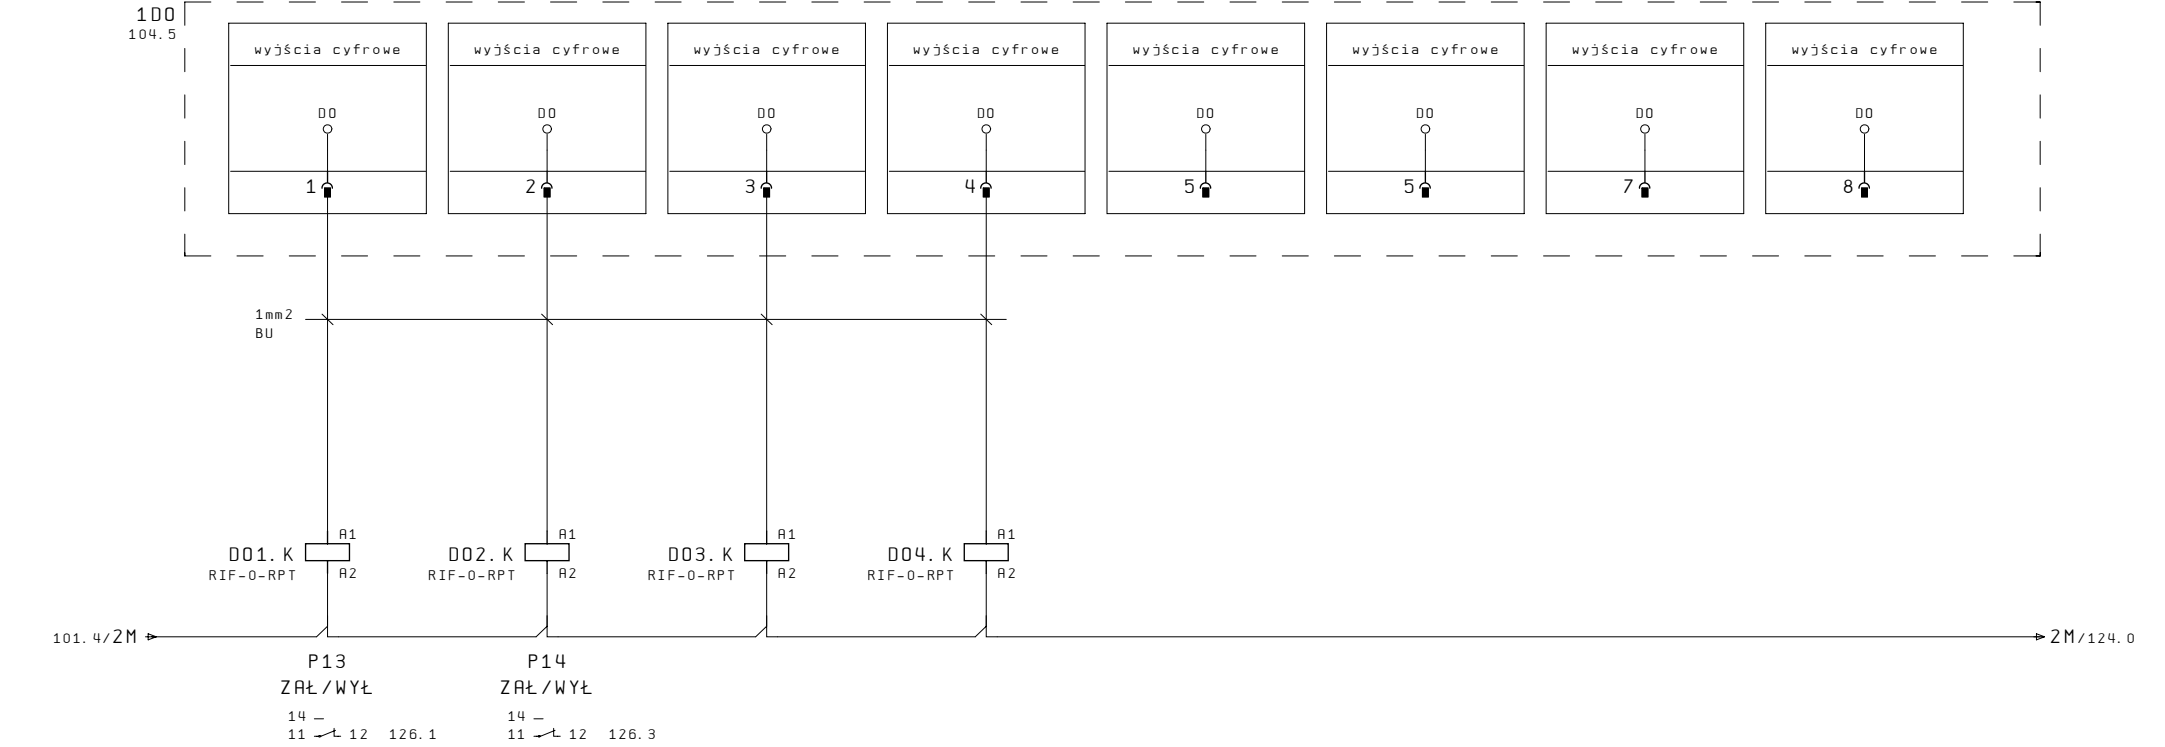 1DO
104.5
wyjścia cyfrowe wyjścia cyfrowe wyjścia cyfrowe wyjścia cyfrowe wyjścia cyfrowe wyjścia cyfrowe wyjścia cyfrowe wyjścia cyfrowe
DO DO DO DO DO DO DO DO
1 2 3 4 5 5 7 8
1mm2
BU
A1 A1 A1 A1
DO1.K DO2.K DO3.K DO4.K
RIF-0-RPT A2 RIF-0-RPT A2 RIF-0-RPT A2 RIF-0-RPT A2
101.4/2M 2M/124.0
P13 P14
ZAŁ/WYŁ ZAŁ/WYŁ
14 14
11 12 126.1 11 12 126.3